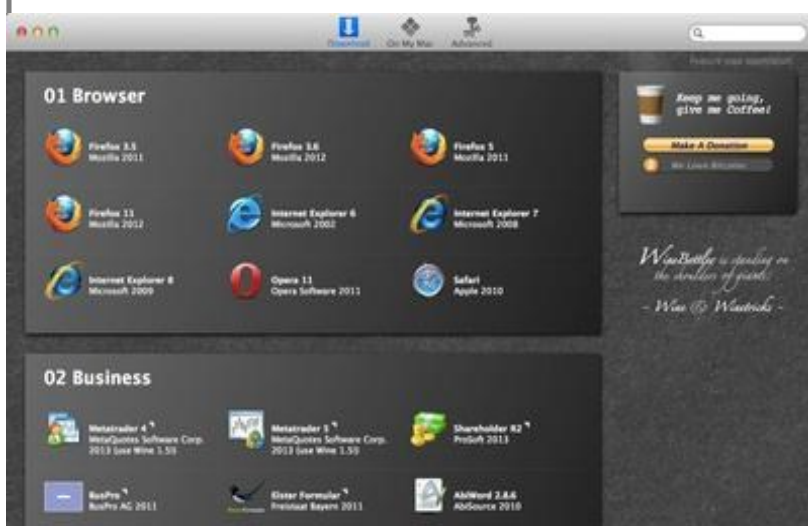 Download
On My Mac
Advanced
01 Browser
Firefox 3.5
Mozilla 2011
Firefox 3.6
Mozilla 2012
Firefox 5
Mozilla 2011
Firefox 11
Mozilla 2012
Internet Explorer 6
Microsoft 2002
Internet Explorer 7
Microsoft 2008
Internet Explorer 8
Microsoft 2009
Opera 11
Opera Software 2011
Safari
Apple 2010
Keep me going,
give me Coffee!
Make A Donation
We Love Bitcoins
WineBottler is standing on
the shoulders of giants:
- Wine & Winetricks -
02 Business
Metatrader 4
MetaQuotes Software Corp.
2013 (use Wine 1.5)!
Metatrader 5
MetaQuotes Software Corp.
2013 (use Wine 1.5)!
Shareholder R2
ProSoft 2013
RusPro
RusPro AG 2011
Elster Formular
Freistaat Bayern 2011
AbiWord 2.8.6
AbiSource 2010